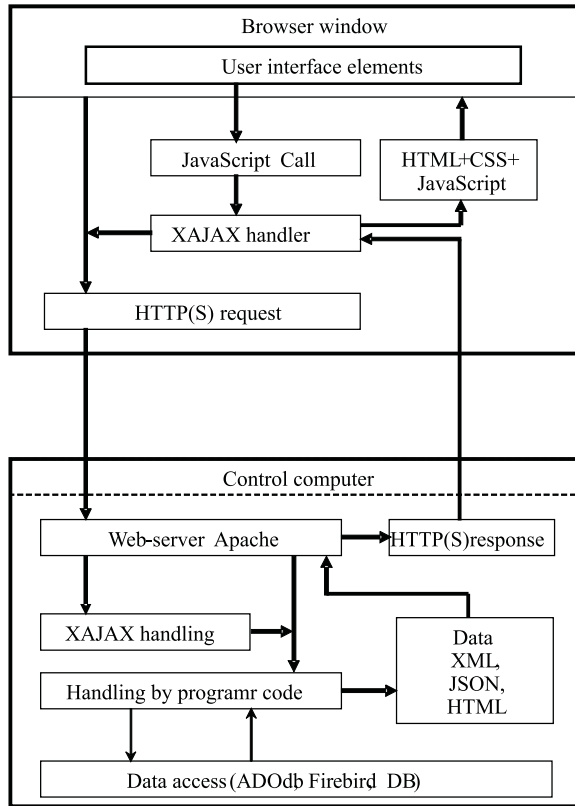 Browser window
User interface elements
JavaScript Call
HTML+CSS+
JavaScript
XAJAX handler
HTTP(S) request
Control computer
Web-server Apache
HTTP(S)response
XAJAX handling
Data
XML,
JSON,
HTML
Handling by programr code
Data access (ADOdb, Firebird, DB)